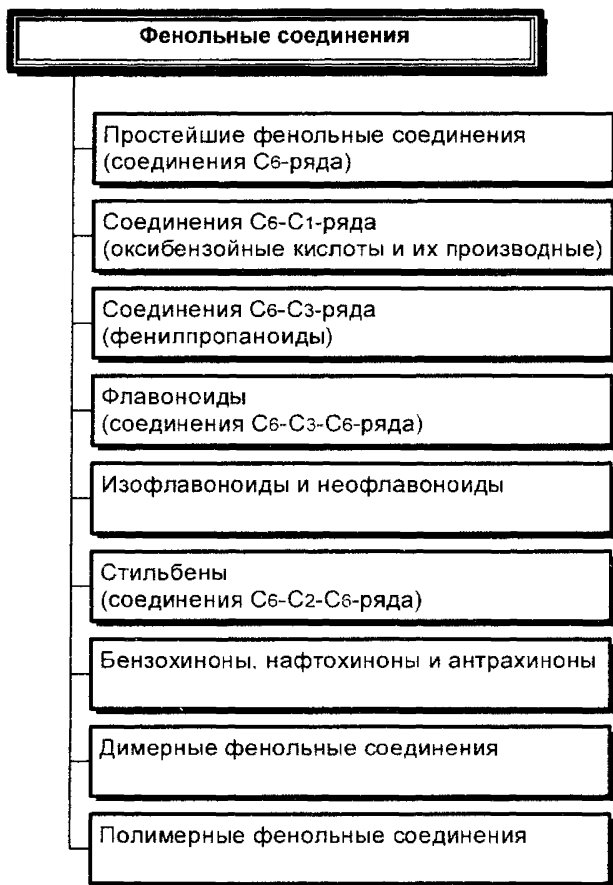 Фенольные соединения
Простейшие фенольные соединения
(соединения С6-ряда)
Соединения С6-С1-ряда
(оксибензойные кислоты и их производные)
Соединения С6-С3-ряда
(фенилпропаноиды)
Флавоноиды
(соединения С6-С3-С6-ряда)
Изофлавоноиды и неофлавоноиды
Стильбены
(соединения С6-С2-С6-ряда)
Бензохиноны, нафтохиноны и антрахиноны
Димерные фенольные соединения
Полимерные фенольные соединения